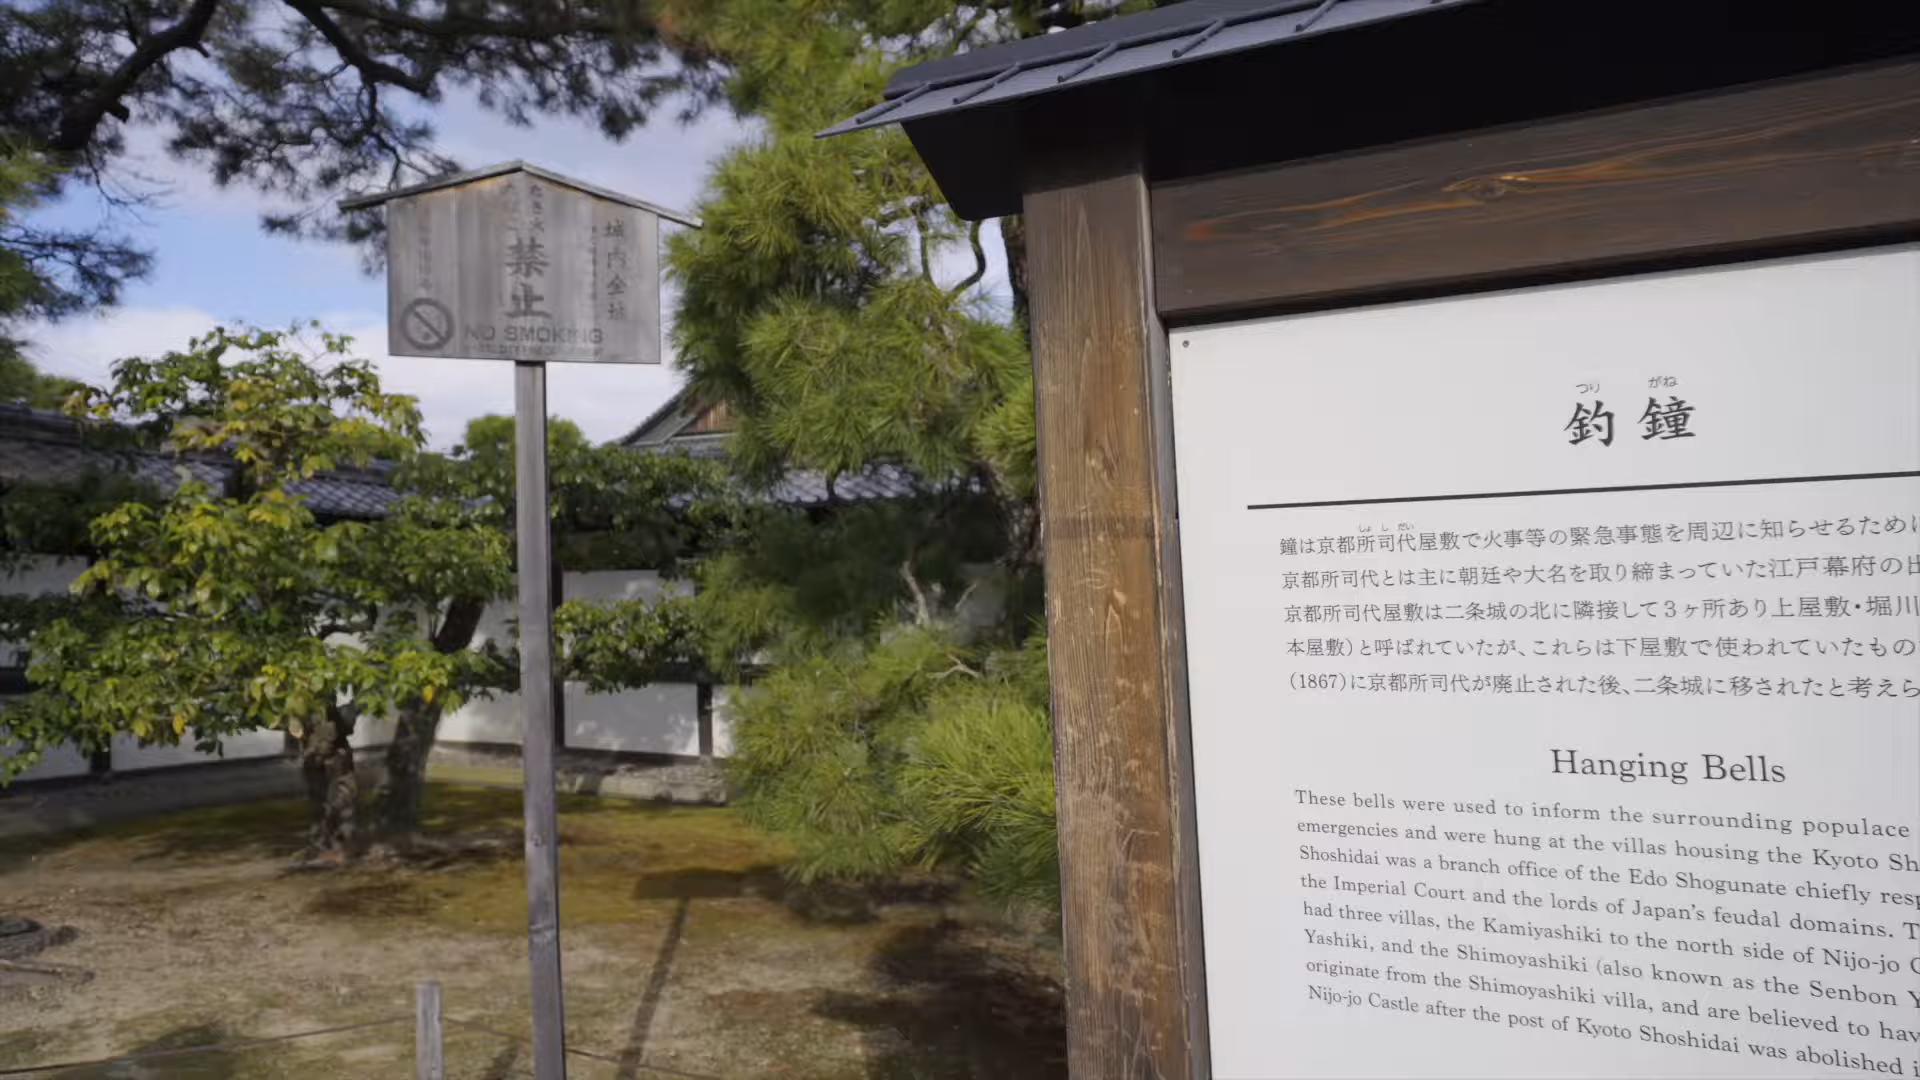 城内全域
たき火
禁止
NO SMOKING
つり がね
釣鐘
しょ し だい
鐘は京都所司代屋敷で火事等の緊急事態を周辺に知らせるために
京都所司代とは主に朝廷や大名を取り締まっていた江戸幕府の出
京都所司代屋敷は二条城の北に隣接して3ヶ所あり上屋敷・堀川
本屋敷)と呼ばれていたが、これらは下屋敷で使われていたもの
(1867)に京都所司代が廃止された後、二条城に移されたと考えら
Hanging Bells
These bells were used to inform the surrounding populace
emergencies and were hung at the villas housing the Kyoto Sh
Shoshidai was a branch office of the Edo Shogunate chiefly resp
the Imperial Court and the lords of Japan's feudal domains. T
had three villas, the Kamiyashiki to the north side of Nijo-jo C
Yashiki, and the Shimoyashiki (also known as the Senbon Y
originate from the Shimoyashiki villa, and are believed to hav
Nijo-jo Castle after the post of Kyoto Shoshidai was abolished i